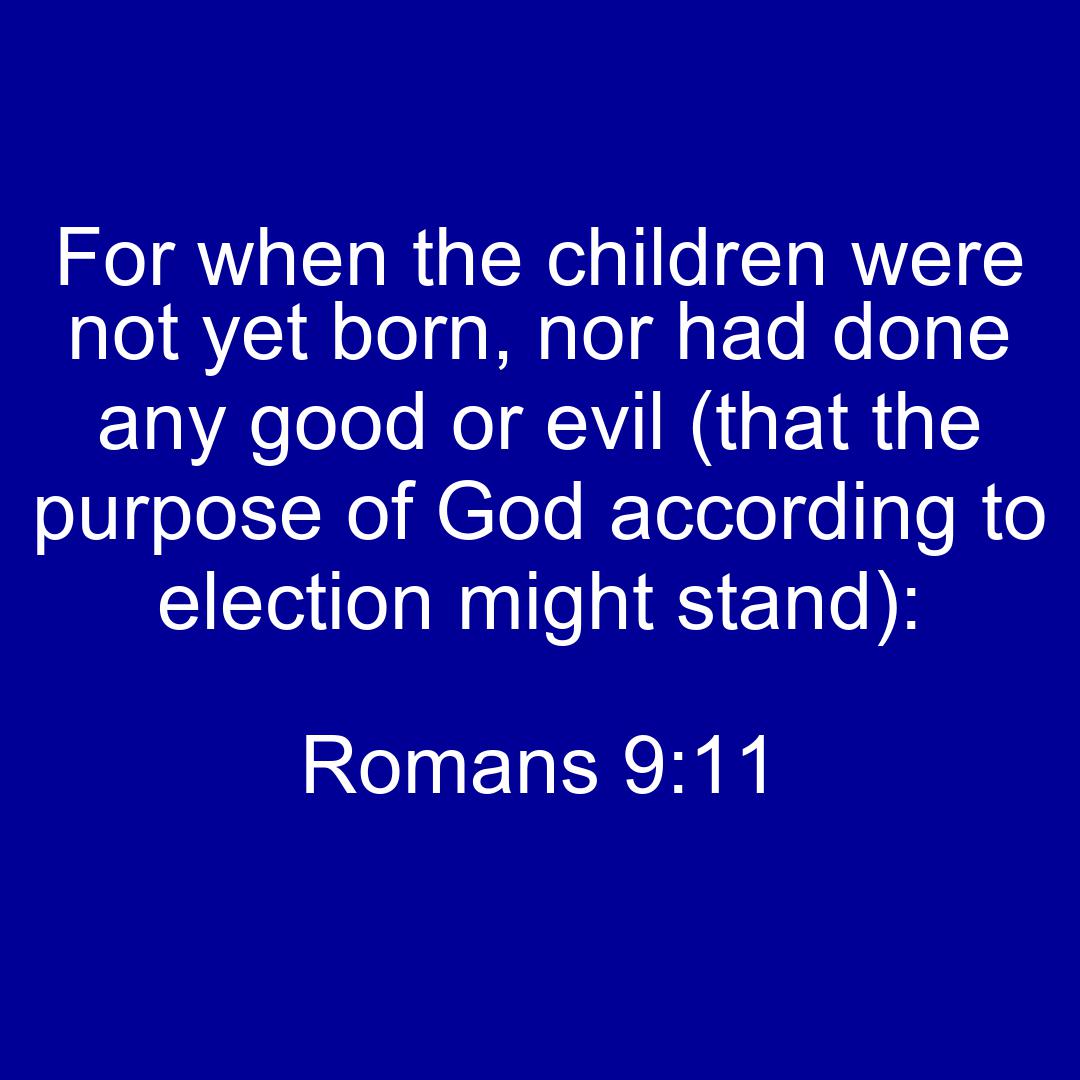 For when the children were
not yet born, nor had done
any good or evil (that the
purpose of God according to
election might stand):
Romans 9:11